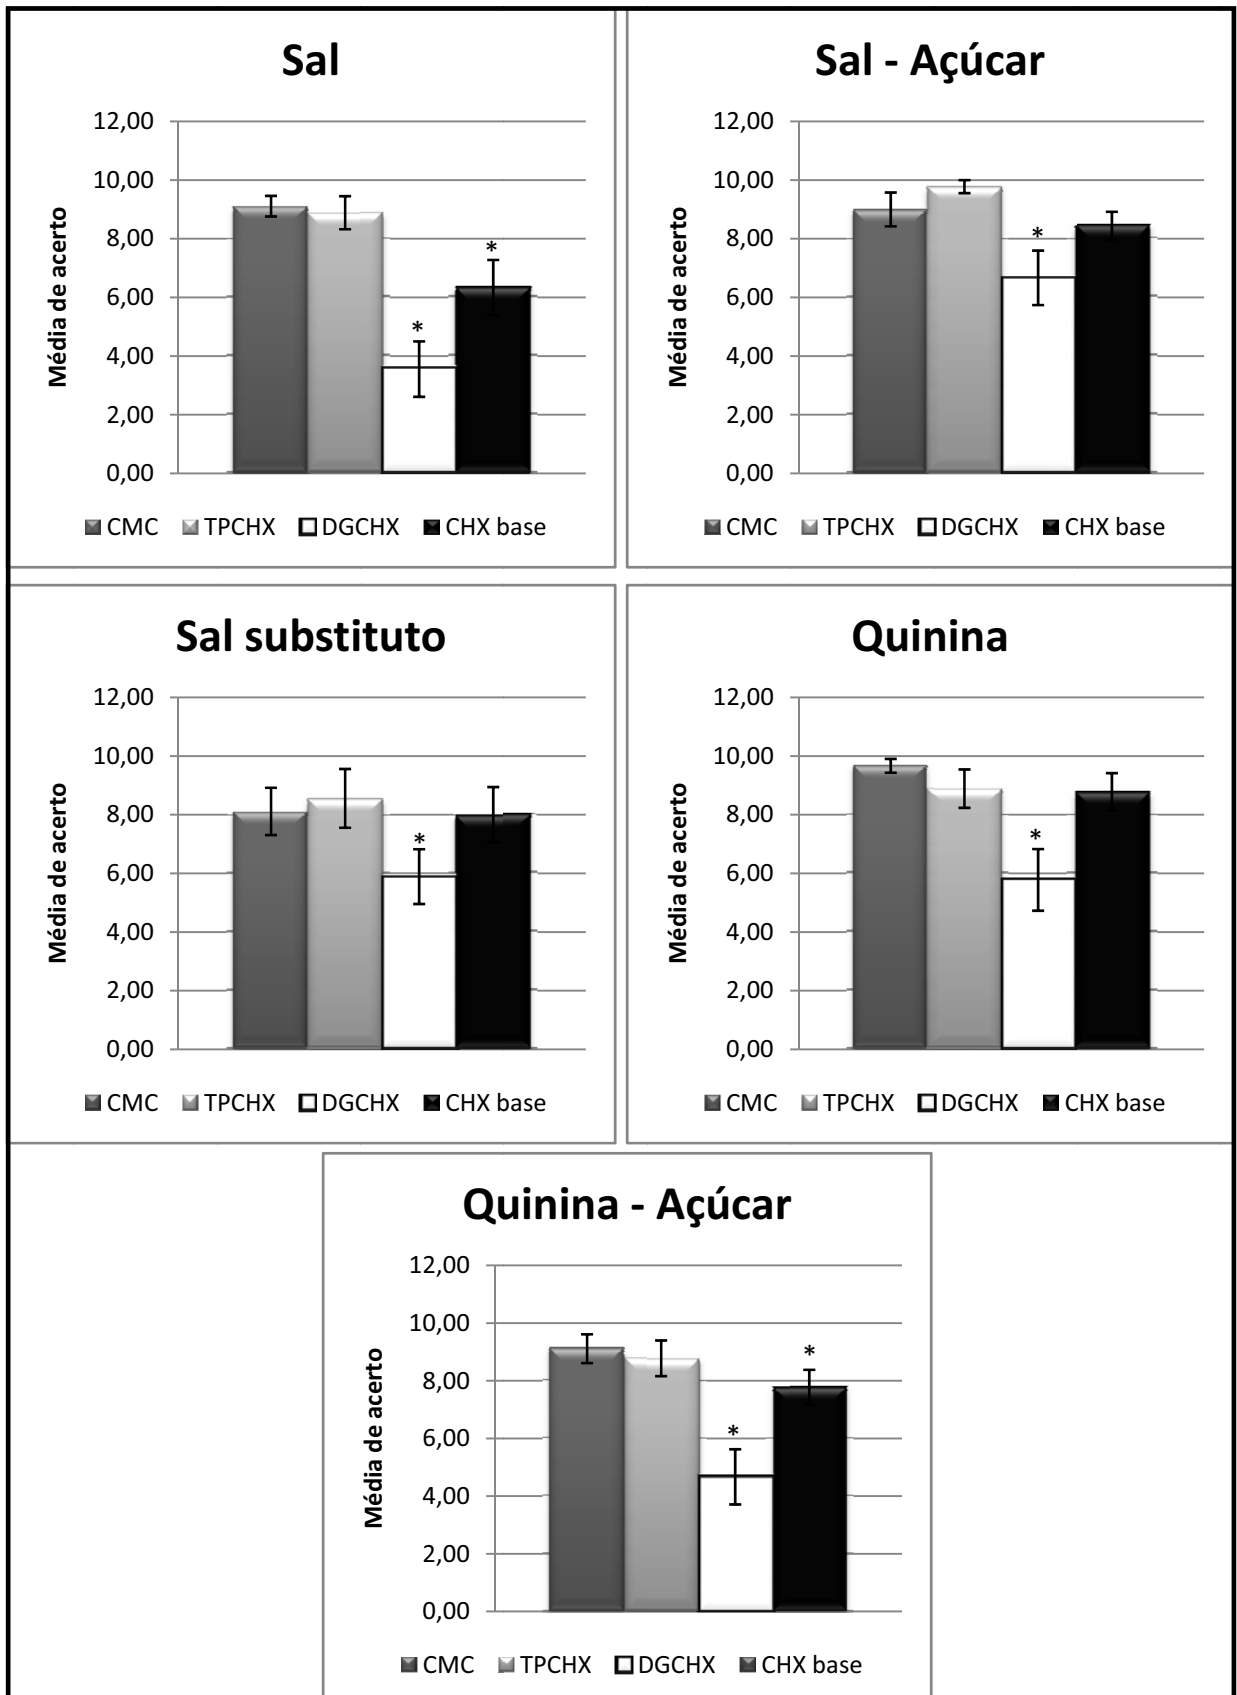 Sal
Média de acerto
12,00
10,00
8,00
6,00
4,00
2,00
0,00
*
*
CMC TPCHX DGCHX CHX base
Sal - Açúcar
Média de acerto
12,00
10,00
8,00
6,00
4,00
2,00
0,00
*
CMC TPCHX DGCHX CHX base
Sal substituto
Média de acerto
12,00
10,00
8,00
6,00
4,00
2,00
0,00
*
CMC TPCHX DGCHX CHX base
Quinina
Média de acerto
12,00
10,00
8,00
6,00
4,00
2,00
0,00
*
CMC TPCHX DGCHX CHX base
Quinina - Açúcar
Média de acerto
12,00
10,00
8,00
6,00
4,00
2,00
0,00
*
*
CMC TPCHX DGCHX CHX base